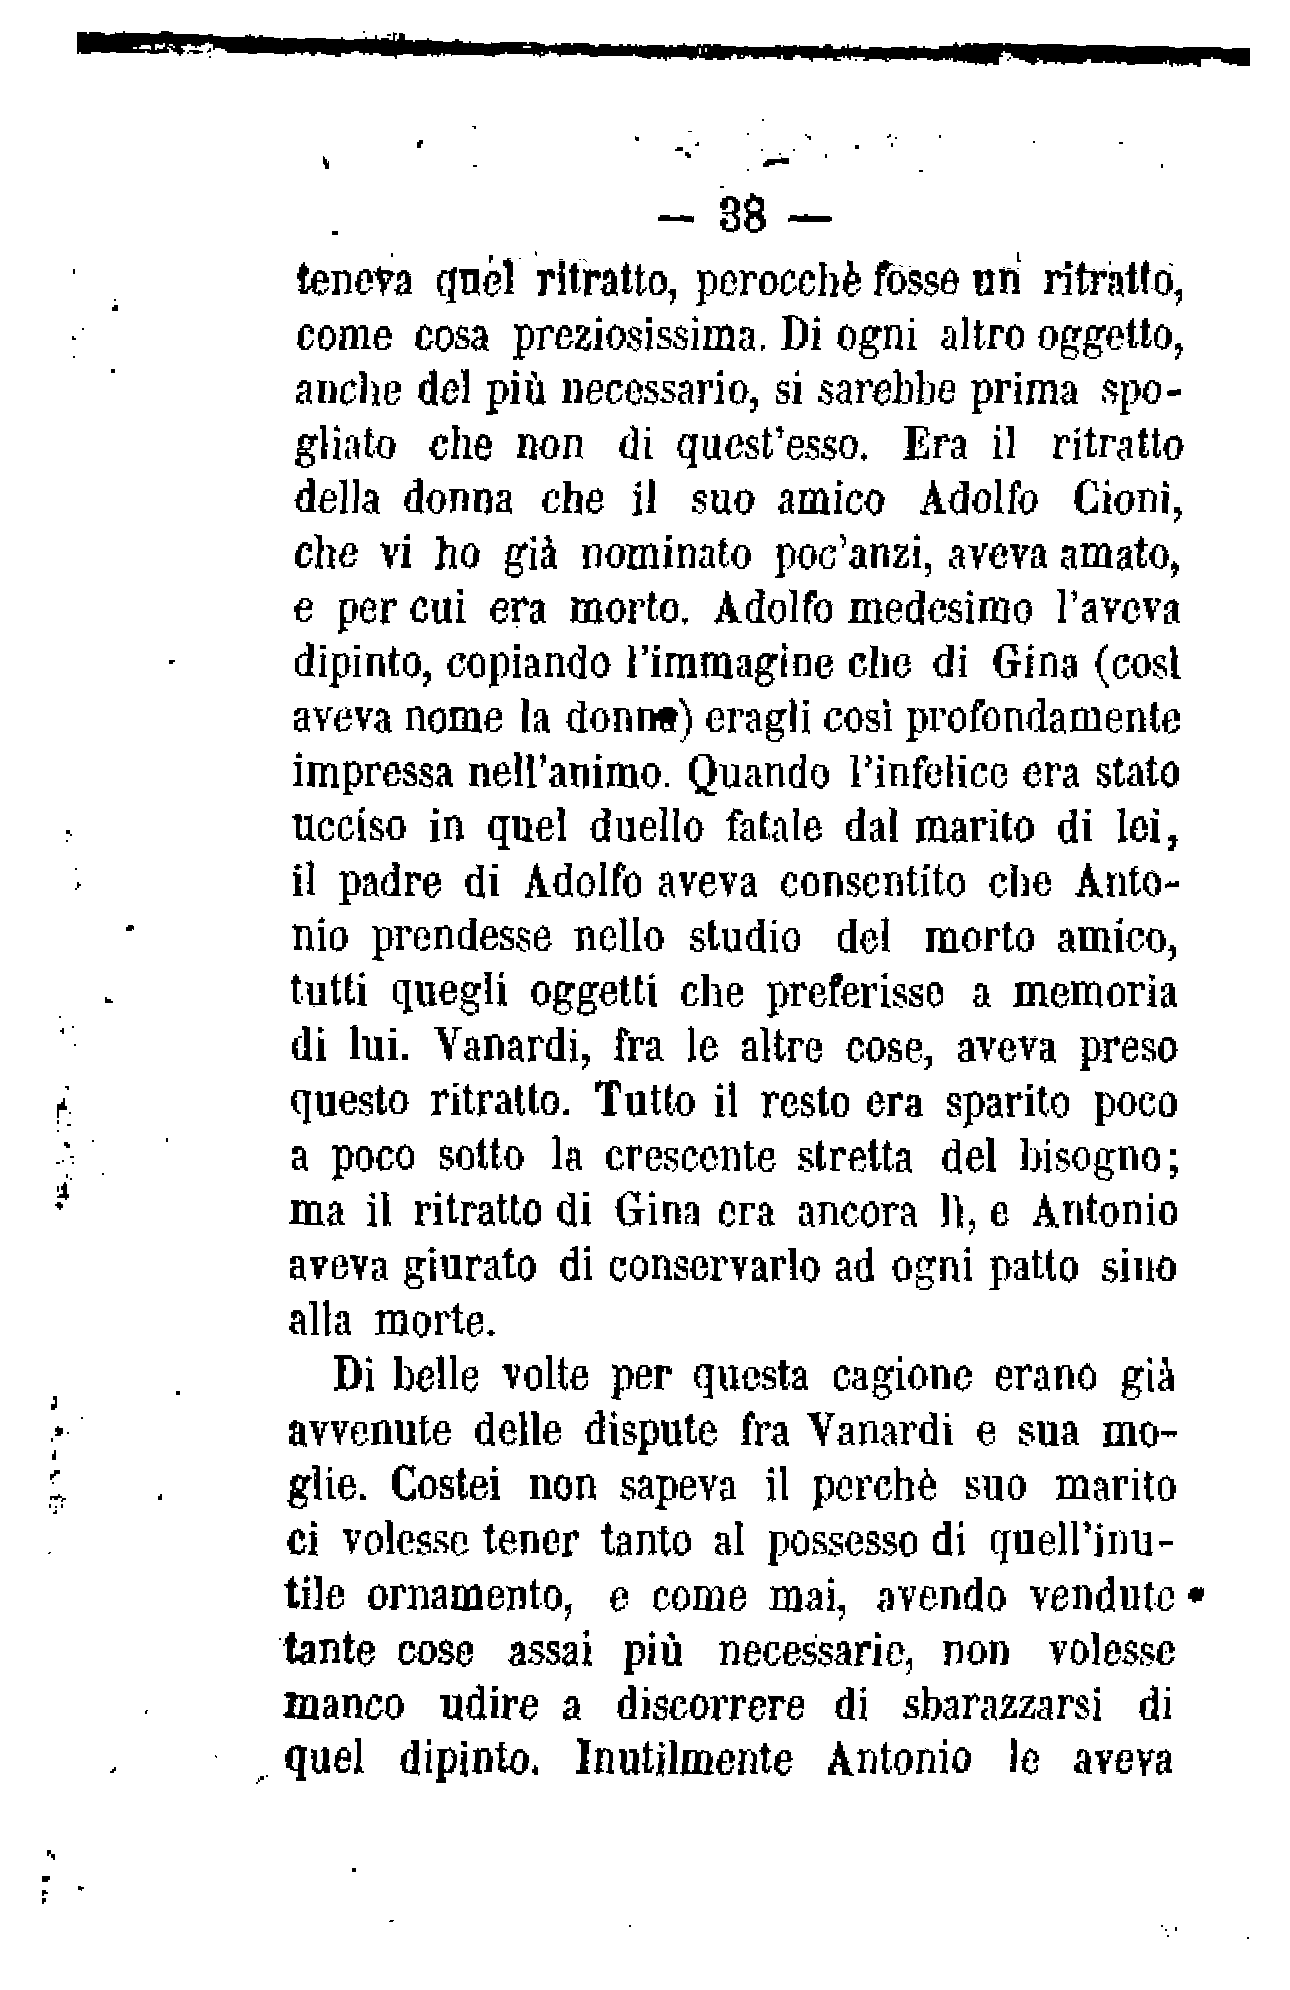 — 38 —
teneva quel ritratto, perocchè fosse un ritratto,
come cosa preziosissima. Di ogni altro oggetto,
anche del più necessario, si sarebbe prima spo-
gliato che non di quest'esso. Era il ritratto
della donna che il suo amico Adolfo Cioni,
che vi ho già nominato poc'anzi, aveva amato,
e per cui era morto. Adolfo medesimo l'aveva
dipinto, copiando l'immagine che di Gina (così
aveva nome la donna) eragli così profondamente
impressa nell'animo. Quando l'infelice era stato
ucciso in quel duello fatale dal marito di lei,
il padre di Adolfo aveva consentito che Anto-
nio prendesse nello studio del morto amico,
tutti quegli oggetti che preferisse a memoria
di lui. Vanardi, fra le altre cose, aveva preso
questo ritratto. Tutto il resto era sparito poco
a poco sotto la crescente stretta del bisogno;
ma il ritratto di Gina era ancora lì, e Antonio
aveva giurato di conservarlo ad ogni patto sino
alla morte.
Di belle volte per questa cagione erano già
avvenute delle dispute fra Vanardi e sua mo-
glie. Costei non sapeva il perchè suo marito
ci volesse tener tanto al possesso di quell'inu-
tile ornamento, e come mai, avendo vendute
tante cose assai più necessarie, non volesse
manco udire a discorrere di sbarazzarsi di
quel dipinto. Inutilmente Antonio le aveva